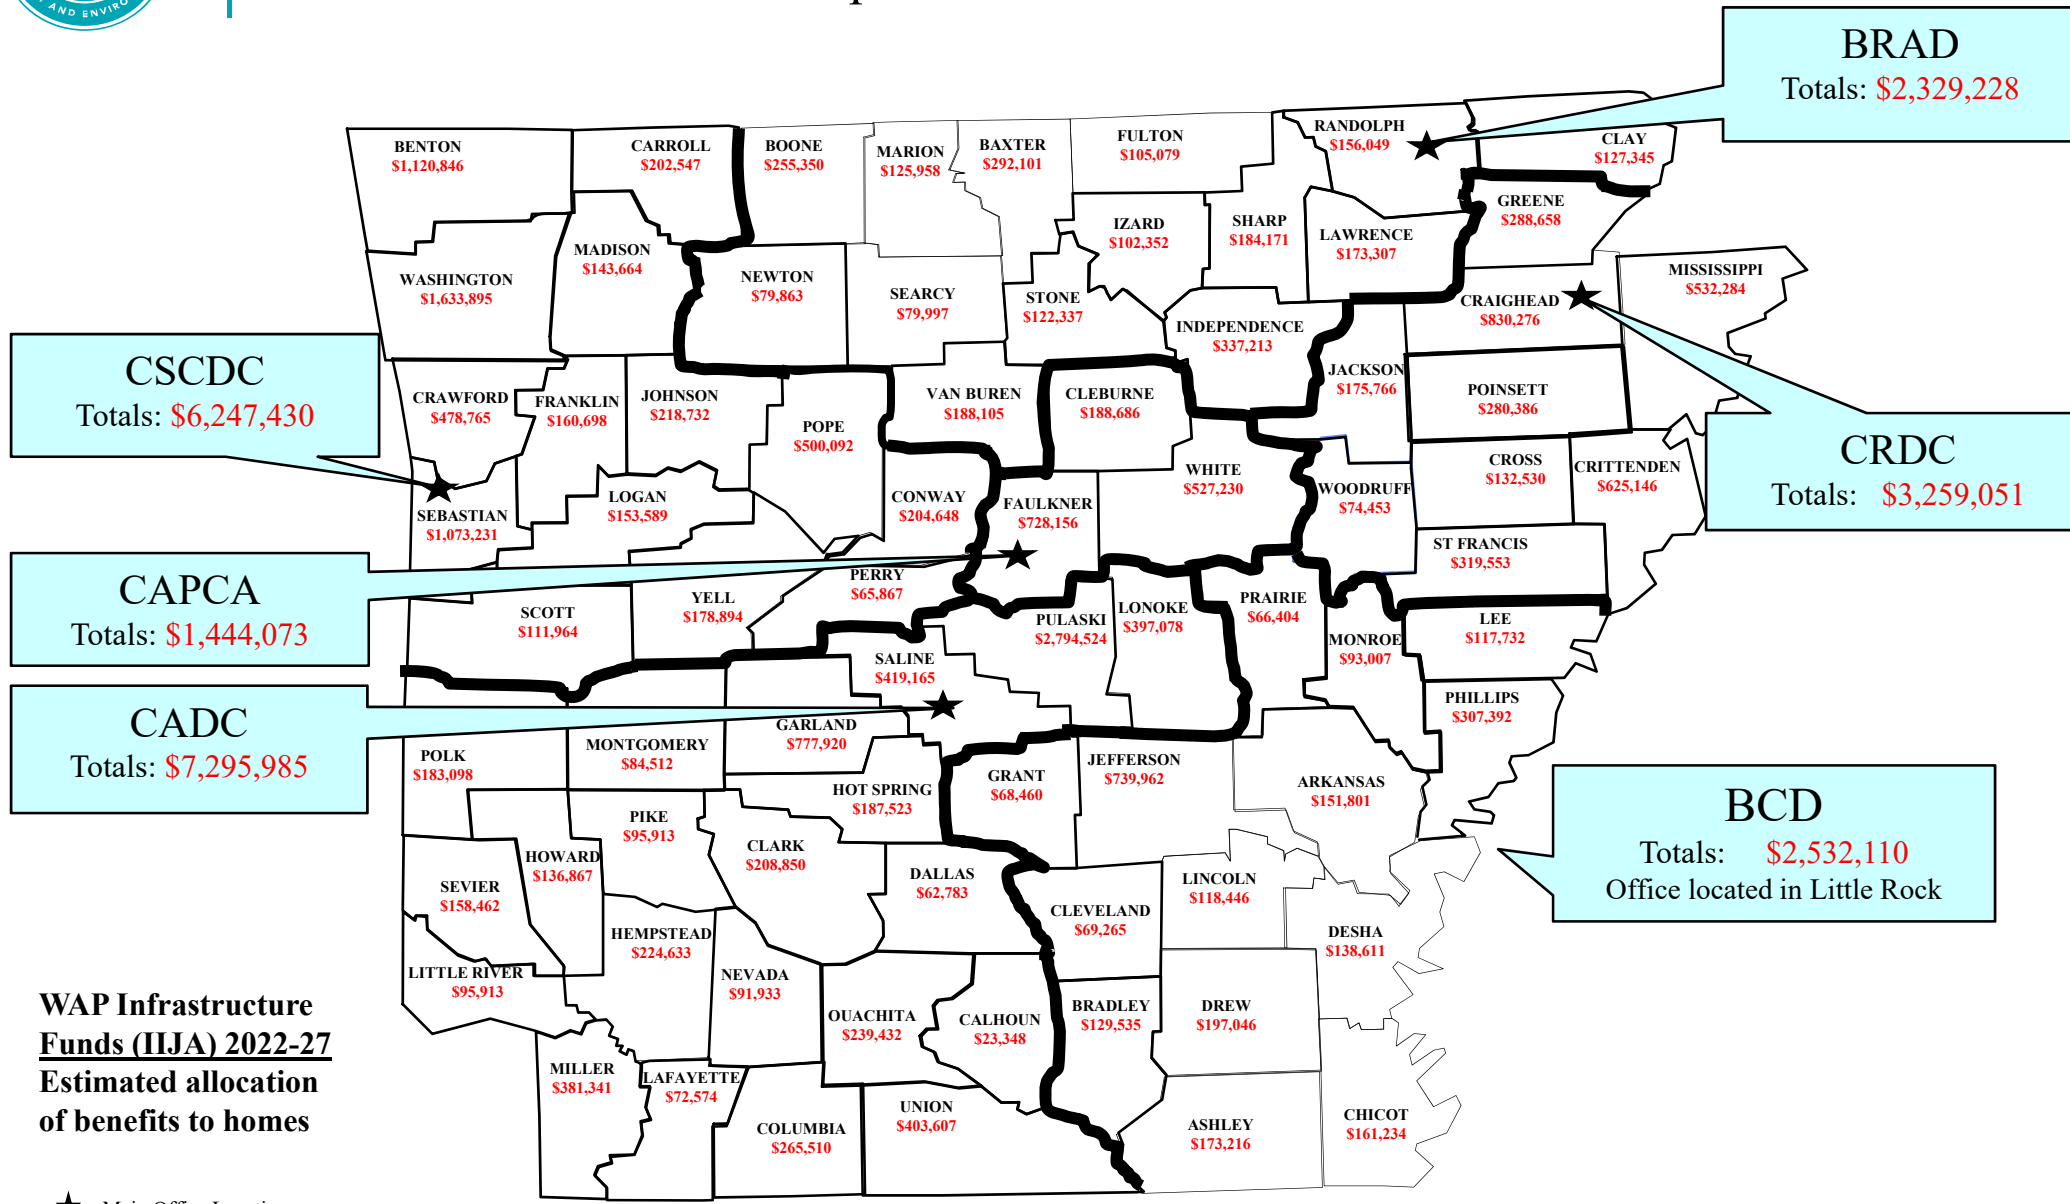 AND ENVIRO
BRAD
Totals: $2,329,228
BENTON
$1,120,846
CARROLL
$202,547
BOONE
$255,350
MARION
$125,958
BAXTER
$292,101
FULTON
$105,079
RANDOLPH
$156,049
CLAY
$127,345
GREENE
$288,658
IZARD
$102,352
SHARP
$184,171
LAWRENCE
$173,307
MADISON
$143,664
WASHINGTON
$1,633,895
NEWTON
$79,863
SEARCY
$79,997
STONE
$122,337
INDEPENDENCE
$337,213
CRAIGHEAD
$830,276
MISSISSIPPI
$532,284
CSCDC
Totals: $6,247,430
CRAWFORD
$478,765
FRANKLIN
$160,698
JOHNSON
$218,732
POPE
$500,092
VAN BUREN
$188,105
CLEBURNE
$188,686
JACKSON
$175,766
POINSETT
$280,386
CRDC
Totals: $3,259,051
SEBASTIAN
$1,073,231
LOGAN
$153,589
CONWAY
$204,648
FAULKNER
$728,156
WHITE
$527,230
WOODRUFF
$74,453
CROSS
$132,530
CRITTENDEN
$625,146
ST FRANCIS
$319,553
CAPCA
Totals: $1,444,073
SCOTT
$111,964
YELL
$178,894
PERRY
$65,867
PULASKI
$2,794,524
LONOKE
$397,078
PRAIRIE
$66,404
MONROE
$93,007
LEE
$117,732
SALINE
$419,165
PHILLIPS
$307,392
CADC
Totals: $7,295,985
POLK
$183,098
MONTGOMERY
$84,512
GARLAND
$777,920
HOT SPRING
$187,523
GRANT
$68,460
JEFFERSON
$739,962
ARKANSAS
$151,801
BCD
Totals: $2,532,110
Office located in Little Rock
PIKE
$95,913
HOWARD
$136,867
CLARK
$208,850
SEVIER
$158,462
DALLAS
$62,783
CLEVELAND
$69,265
LINCOLN
$118,446
DESHA
$138,611
HEMPSTEAD
$224,633
LITTLE RIVER
$95,913
NEVADA
$91,933
OUACHITA
$239,432
CALHOUN
$23,348
BRADLEY
$129,535
DREW
$197,046
MILLER
$381,341
LAFAYETTE
$72,574
COLUMBIA
$265,510
UNION
$403,607
ASHLEY
$173,216
CHICOT
$161,234
WAP Infrastructure
Funds (IIJA) 2022-27
Estimated allocation
of benefits to homes